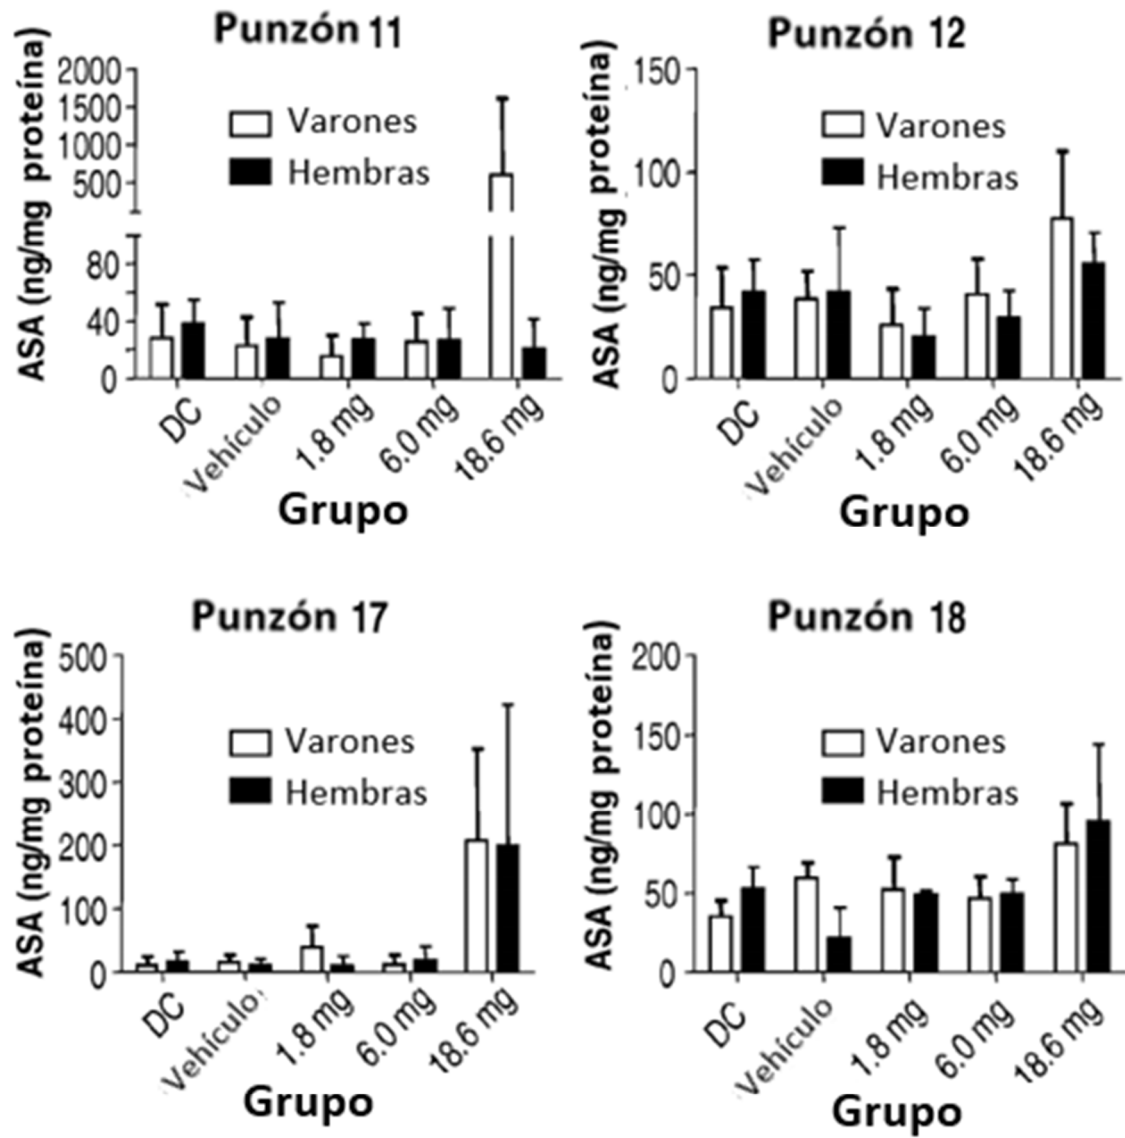 Punzón 11
ASA (ng/mg proteína)
2000
1500
1000
500
80
40
0
Varones
Hembras
DC
Vehículo
1.8 mg
6.0 mg
18.6 mg
Grupo
Punzón 12
ASA (ng/mg proteína)
150
100
50
0
Varones
Hembras
DC
Vehículo
1.8 mg
6.0 mg
18.6 mg
Grupo
Punzón 17
ASA (ng/mg proteína)
500
400
300
200
100
0
Varones
Hembras
DC
Vehículo
1.8 mg
6.0 mg
18.6 mg
Grupo
Punzón 18
ASA (ng/mg proteína)
200
150
100
50
0
Varones
Hembras
DC
Vehículo
1.8 mg
6.0 mg
18.6 mg
Grupo